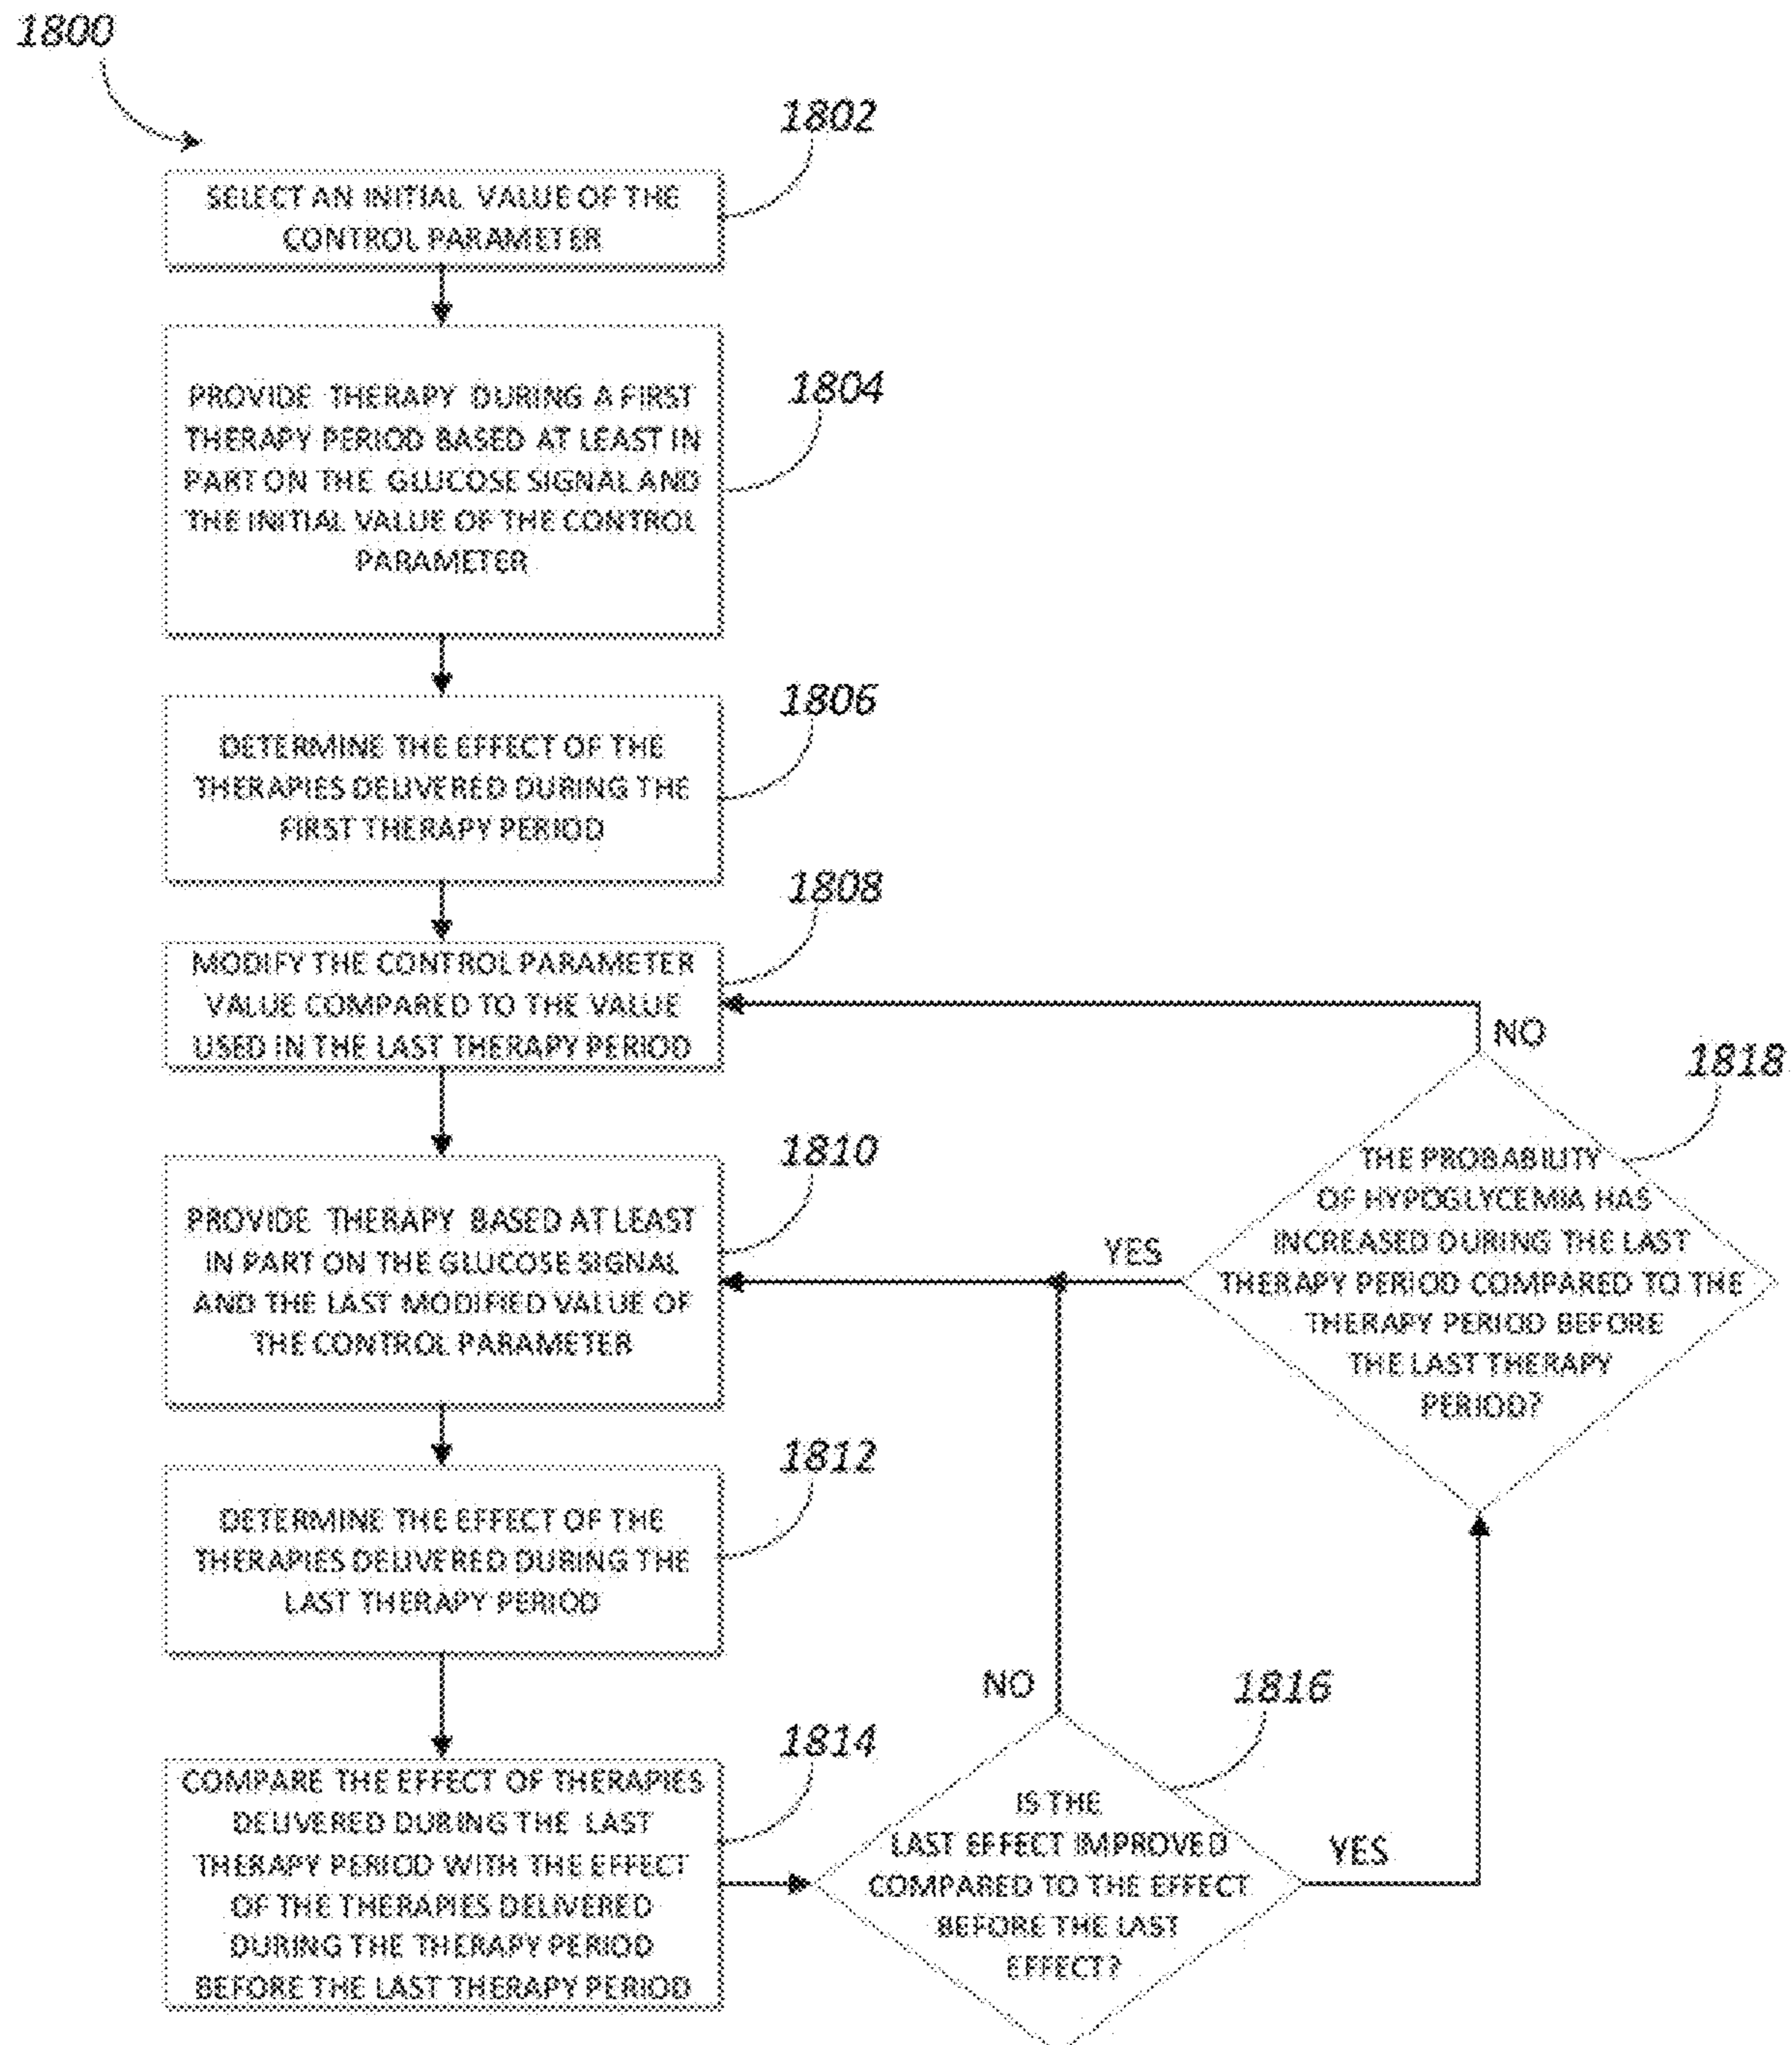 1800
1802
SELECT AN INITIAL VALUE OF THE
CONTROL PARAMETER
1804
PROVIDE THERAPY DURING A FIRST
THERAPY PERIOD BASED AT LEAST IN
PART ON THE GLUCOSE SIGNAL AND
THE INITIAL VALUE OF THE CONTROL
PARAMETER
1806
DETERMINE THE EFFECT OF THE
THERAPIES DELIVERED DURING THE
FIRST THERAPY PERIOD
1808
MODIFY THE CONTROL PARAMETER
VALUE COMPARED TO THE VALUE
USED IN THE LAST THERAPY PERIOD
NO
1818
THE PROBABILITY
OF HYPOGLYCEMIA HAS
INCREASED DURING THE LAST
THERAPY PERIOD COMPARED TO THE
THERAPY PERIOD BEFORE
THE LAST THERAPY
PERIOD?
YES
1810
PROVIDE THERAPY BASED AT LEAST
IN PART ON THE GLUCOSE SIGNAL
AND THE LAST MODIFIED VALUE OF
THE CONTROL PARAMETER
1812
DETERMINE THE EFFECT OF THE
THERAPIES DELIVERED DURING THE
LAST THERAPY PERIOD
1814
COMPARE THE EFFECT OF THERAPIES
DELIVERED DURING THE LAST
THERAPY PERIOD WITH THE EFFECT
OF THE THERAPIES DELIVERED
DURING THE THERAPY PERIOD
BEFORE THE LAST THERAPY PERIOD
NO
1816
IS THE
LAST EFFECT IMPROVED
COMPARED TO THE EFFECT
BEFORE THE LAST
EFFECT?
YES